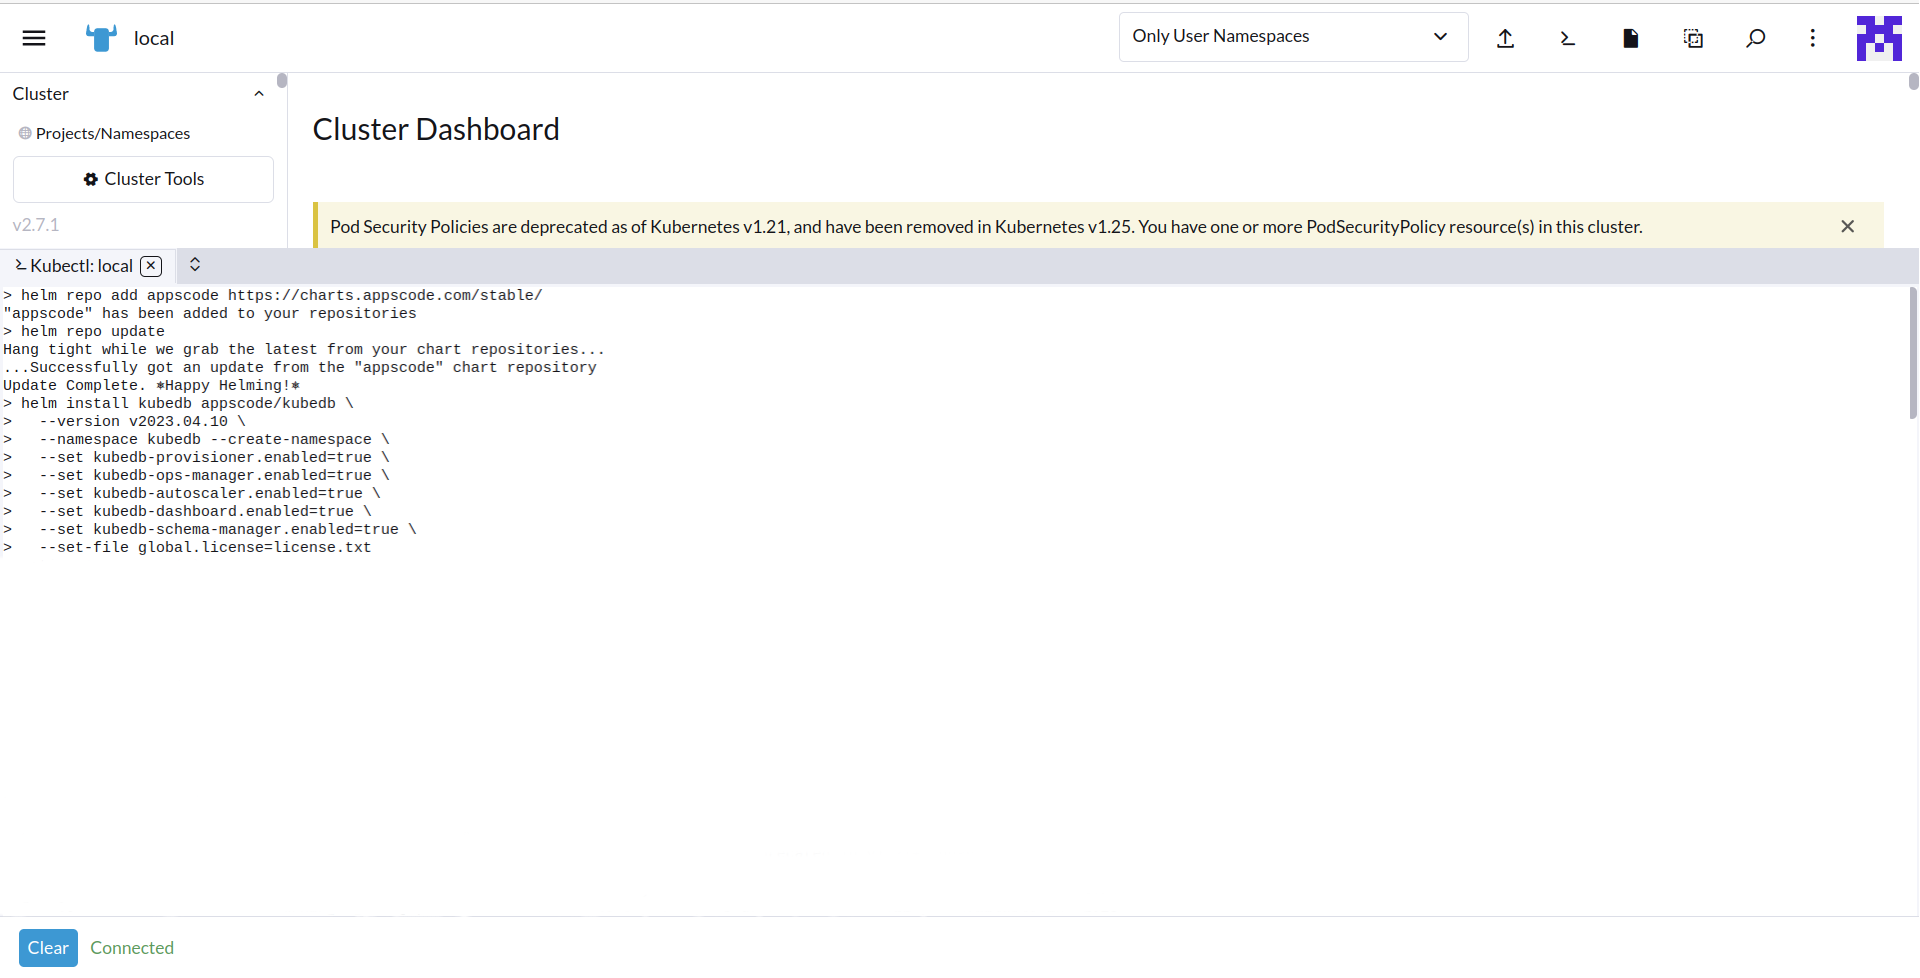 local
Only User Namespaces
Cluster
Projects/Namespaces
Cluster Tools
v2.7.1
Cluster Dashboard
Pod Security Policies are deprecated as of Kubernetes v1.21, and have been removed in Kubernetes v1.25. You have one or more PodSecurityPolicy resource(s) in this cluster.
Kubectl: local
> helm repo add appscode https://charts.appscode.com/stable/
"appscode" has been added to your repositories
> helm repo update
Hang tight while we grab the latest from your chart repositories...
...Successfully got an update from the "appscode" chart repository
Update Complete. ⎈Happy Helming!⎈
> helm install kubedb appscode/kubedb \
>   --version v2023.04.10 \
>   --namespace kubedb --create-namespace \
>   --set kubedb-provisioner.enabled=true \
>   --set kubedb-ops-manager.enabled=true \
>   --set kubedb-autoscaler.enabled=true \
>   --set kubedb-dashboard.enabled=true \
>   --set kubedb-schema-manager.enabled=true \
>   --set-file global.license=license.txt
Clear
Connected